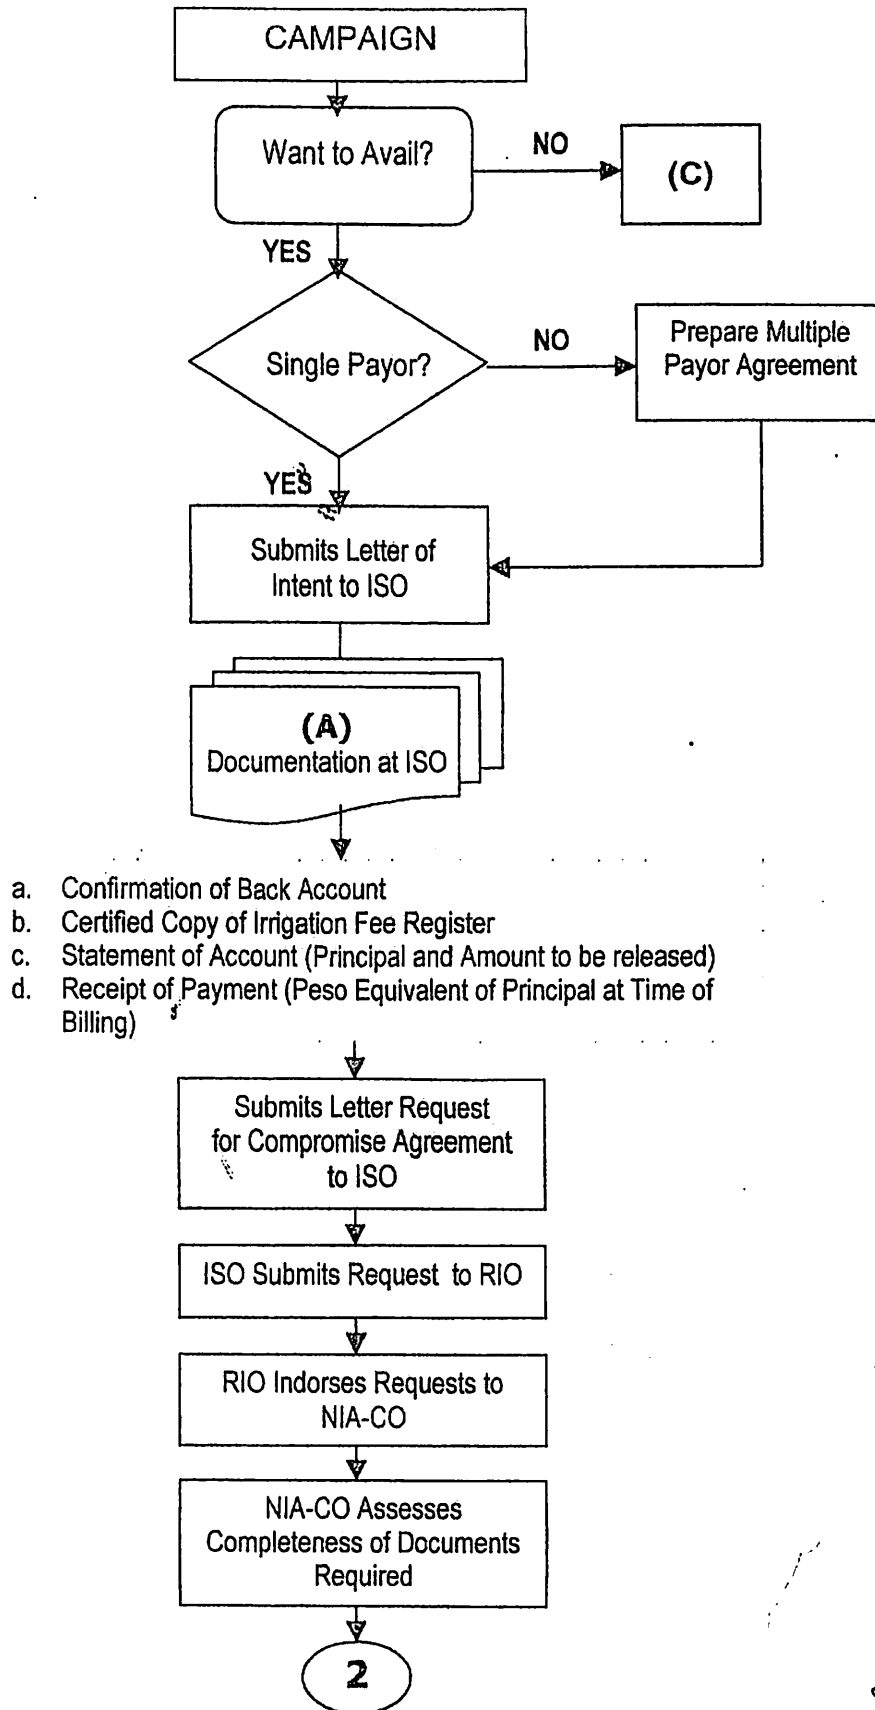 CAMPAIGN
Want to Avail?
NO
(C)
YES
Single Payor?
NO
Prepare Multiple
Payor Agreement
YES
Submits Letter of
Intent to ISO
(A)
Documentation at ISO
a. Confirmation of Back Account
b. Certified Copy of Irrigation Fee Register
c. Statement of Account (Principal and Amount to be released)
d. Receipt of Payment (Peso Equivalent of Principal at Time of
Billing)
Submits Letter Request
for Compromise Agreement
to ISO
ISO Submits Request to RIO
RIO Indorses Requests to
NIA-CO
NIA-CO Assesses
Completeness of Documents
Required
2